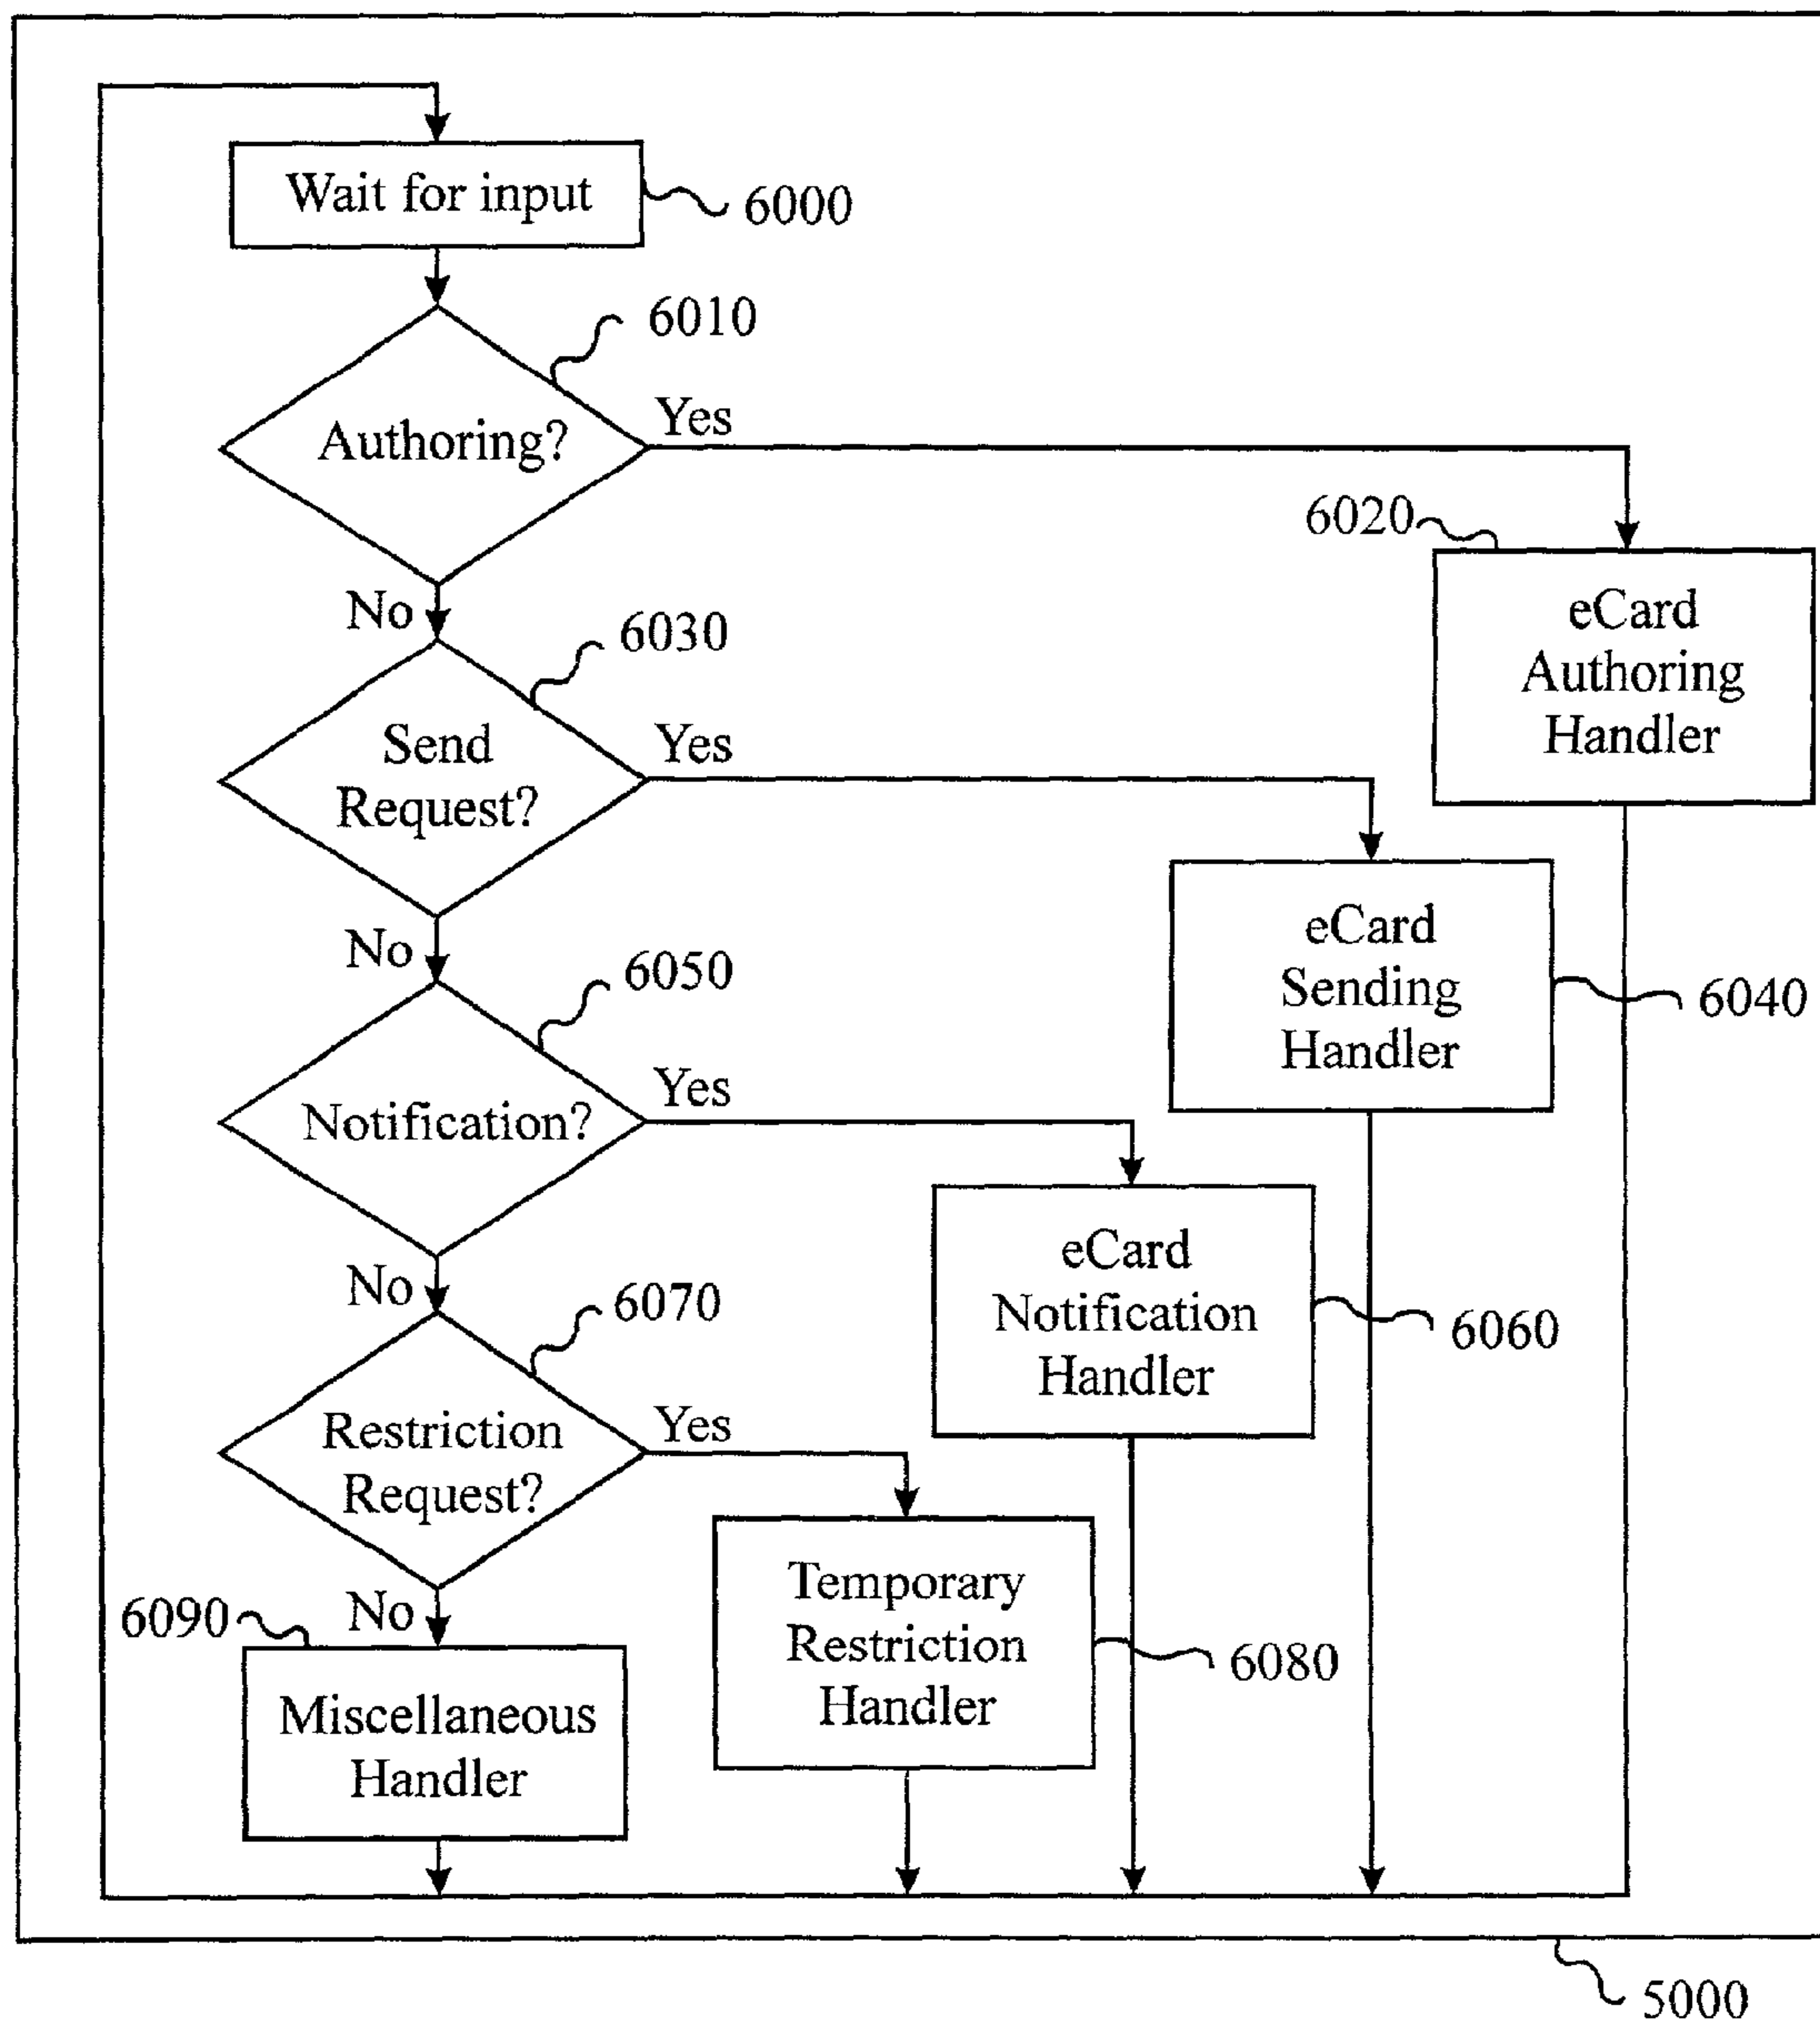 Wait for input
6000
6010
Authoring?
Yes
6020
eCard
Authoring
Handler
No
6030
Send
Request?
Yes
eCard
Sending
Handler
6040
No
6050
Notification?
Yes
eCard
Notification
Handler
6060
No
6070
Restriction
Request?
Yes
Temporary
Restriction
Handler
6080
No
6090
Miscellaneous
Handler
5000